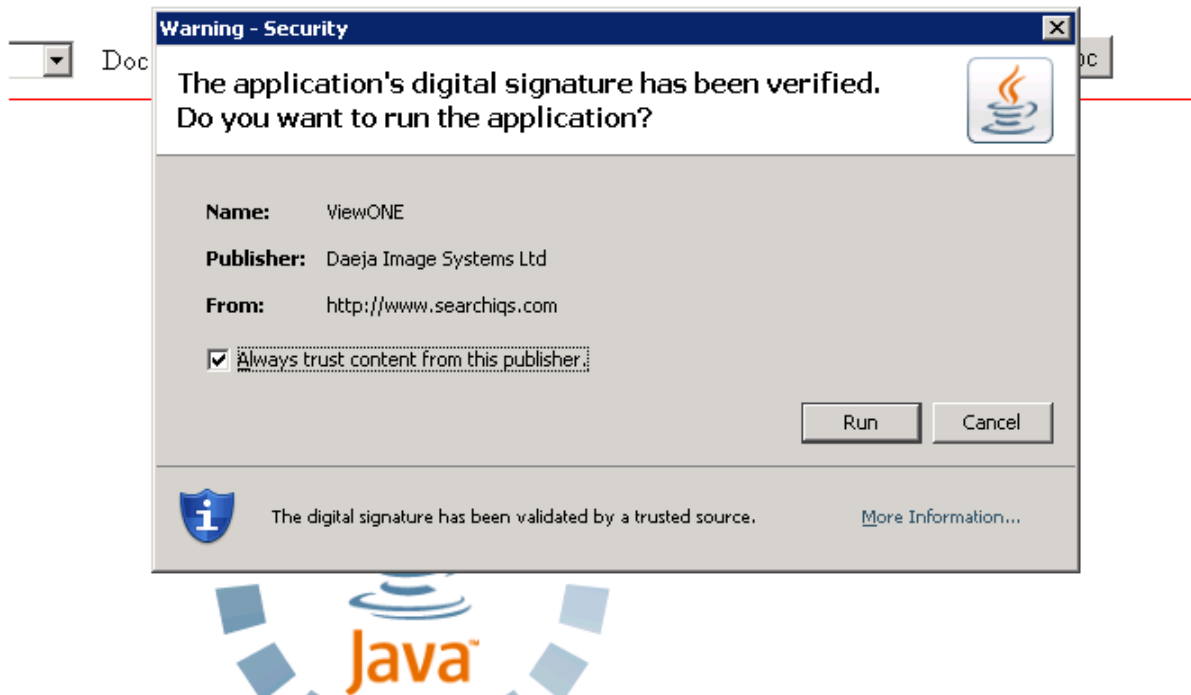 Warning - Security
Doc
oc
The application's digital signature has been verified.
Do you want to run the application?
Name: ViewONE
Publisher: Daeja Image Systems Ltd
From: http://www.searchiqs.com
Always trust content from this publisher.
Run Cancel
The digital signature has been validated by a trusted source. More Information...
Java™